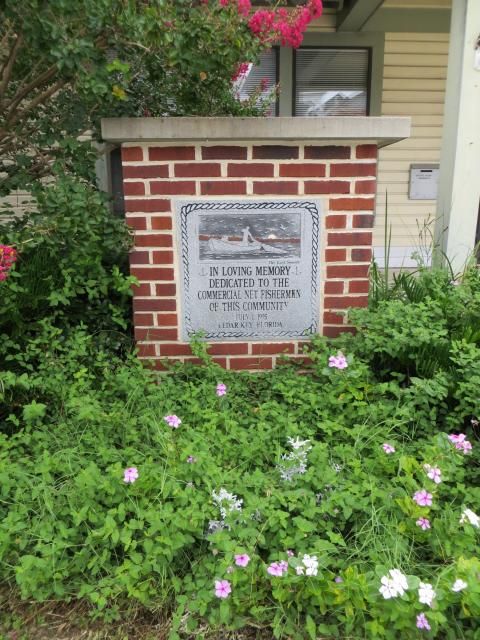 The Last Sunset
IN LOVING MEMORY
DEDICATED TO THE
COMMERCIAL NET FISHERMEN
OF THIS COMMUNITY
JULY 1, 1995
CEDAR KEY, FLORIDA